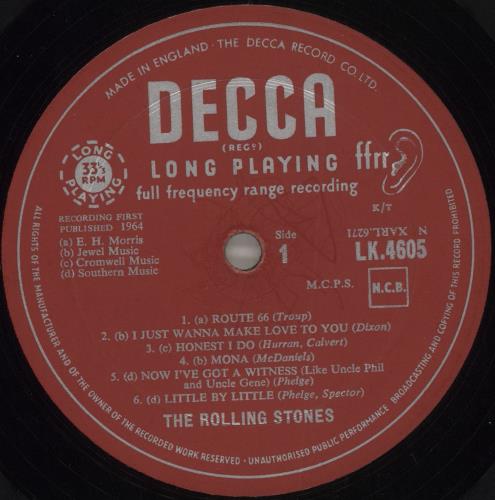 MADE IN ENGLAND · THE DECCA RECORD CO. LTD.
DECCA
(REGD)
LONG PLAYING
ffrr
full frequency range recording
LONG PLAYING
33⅓
RPM
K/T
RECORDING FIRST
PUBLISHED 1964
(a) E. H. Morris
(b) Jewel Music
(c) Cromwell Music
(d) Southern Music
Side
1
N XARL.6271
LK.4605
M.C.P.S.
N.C.B.
1. (a) ROUTE 66 (Troup)
2. (b) I JUST WANNA MAKE LOVE TO YOU (Dixon)
3. (c) HONEST I DO (Hurran, Calvert)
4. (b) MONA (McDaniels)
5. (d) NOW I'VE GOT A WITNESS (Like Uncle Phil
and Uncle Gene) (Phelge)
6. (d) LITTLE BY LITTLE (Phelge, Spector)
THE ROLLING STONES
ALL RIGHTS OF THE MANUFACTURER AND OF THE OWNER OF THE RECORDED WORK RESERVED · UNAUTHORISED PUBLIC PERFORMANCE BROADCASTING AND COPYING OF THIS RECORD PROHIBITED